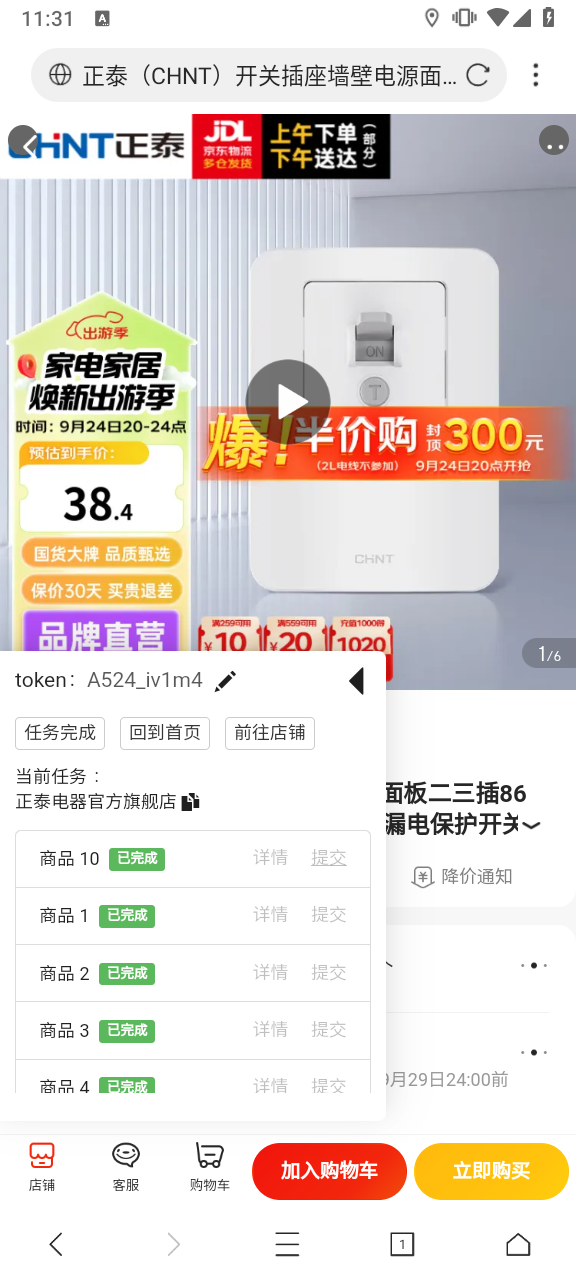 11:31
A
正泰（CHNT）开关插座墙壁电源面...
CHNT正泰
JDL
京东物流
多仓发货
上午下单
下午送达
（部分）
出游季
家电家居
焕新出游季
时间：9月24日20-24点
预估到手价：
38.4
国货大牌 品质甄选
保价30天 买贵退差
品牌直营
ON
T
爆！半价购 封顶300元
（2L电线不参加） 9月24日20点开抢
CHNT
满259可用
¥10
满559可用
¥20
充值1000得
1020
1/6
token： A524_iv1m4
任务完成
回到首页
前往店铺
当前任务：
正泰电器官方旗舰店
商品 10 已完成 详情 提交
商品 1 已完成 详情 提交
商品 2 已完成 详情 提交
商品 3 已完成 详情 提交
商品 4 已完成 详情 提交
面板二三插86
漏电保护开关
降价通知
9月29日24:00前
店铺
客服
购物车
加入购物车
立即购买
1